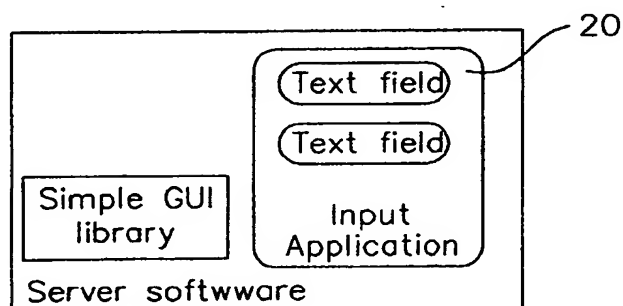 20
Text field
Text field
Simple GUI
library
Input
Application
Server softwware